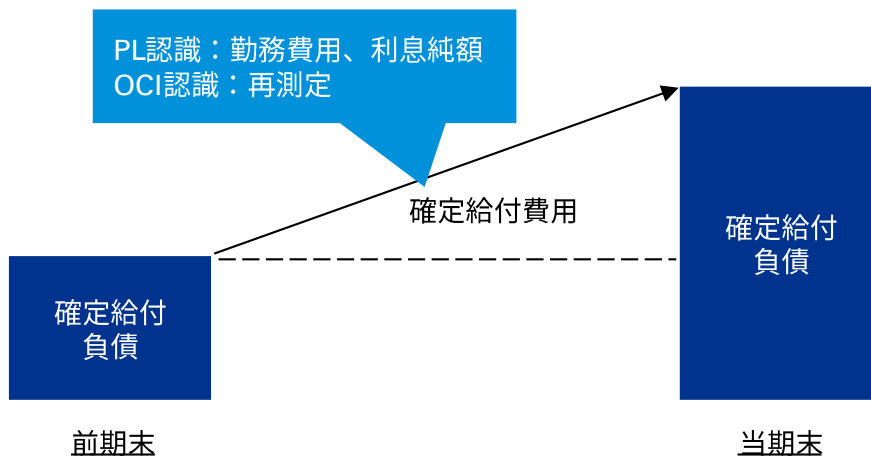 PL認識：勤務費用、利息純額
OCI認識：再測定
確定給付費用
確定給付
負債
確定給付
負債
前期末
当期末